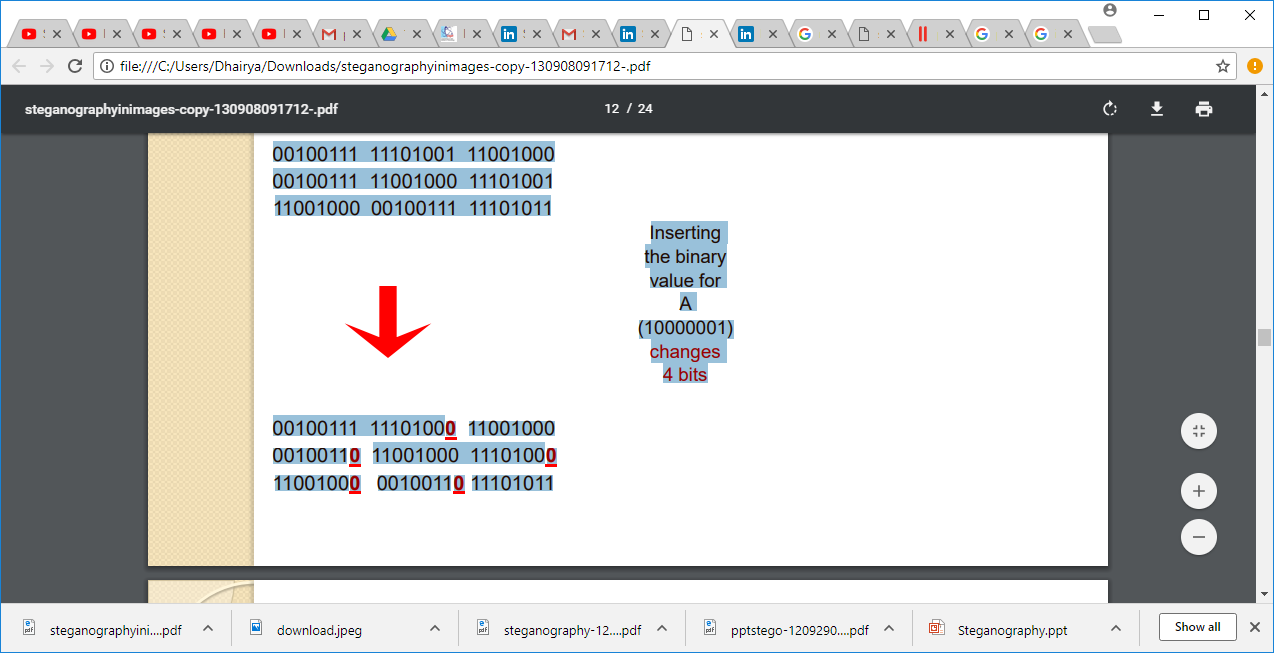 file:///C:/Users/Dhairya/Downloads/steganographyinimages-copy-130908091712-.pdf
steganographyinimages-copy-130908091712-.pdf
12 / 24
00100111 11101001 11001000
00100111 11001000 11101001
11001000 00100111 11101011
Inserting
the binary
value for
A
(10000001)
changes
4 bits
00100111 11101000 11001000
00100110 11001000 11101000
11001000 00100110 11101011
steganographyini....pdf
download.jpeg
steganography-12....pdf
pptstego-1209290....pdf
Steganography.ppt
Show all